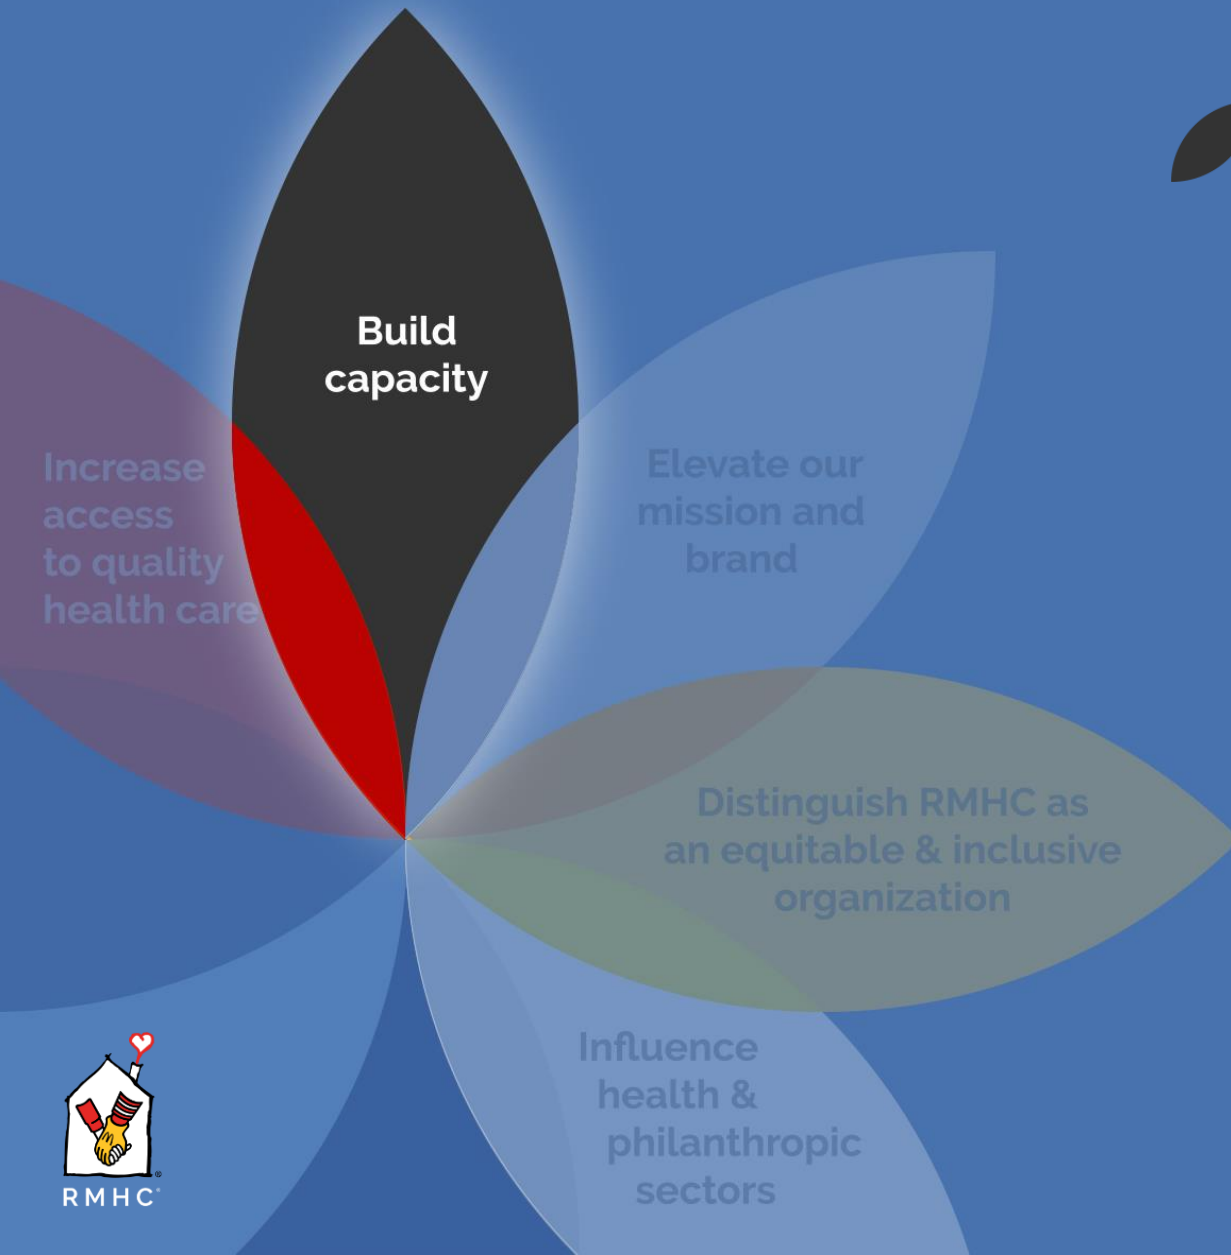 Build
capacity
Increase
access
to quality
health care
Elevate our
mission and
brand
Distinguish RMHC as
an equitable & inclusive
organization
Influence
health &
philanthropic
sectors
RMHC®